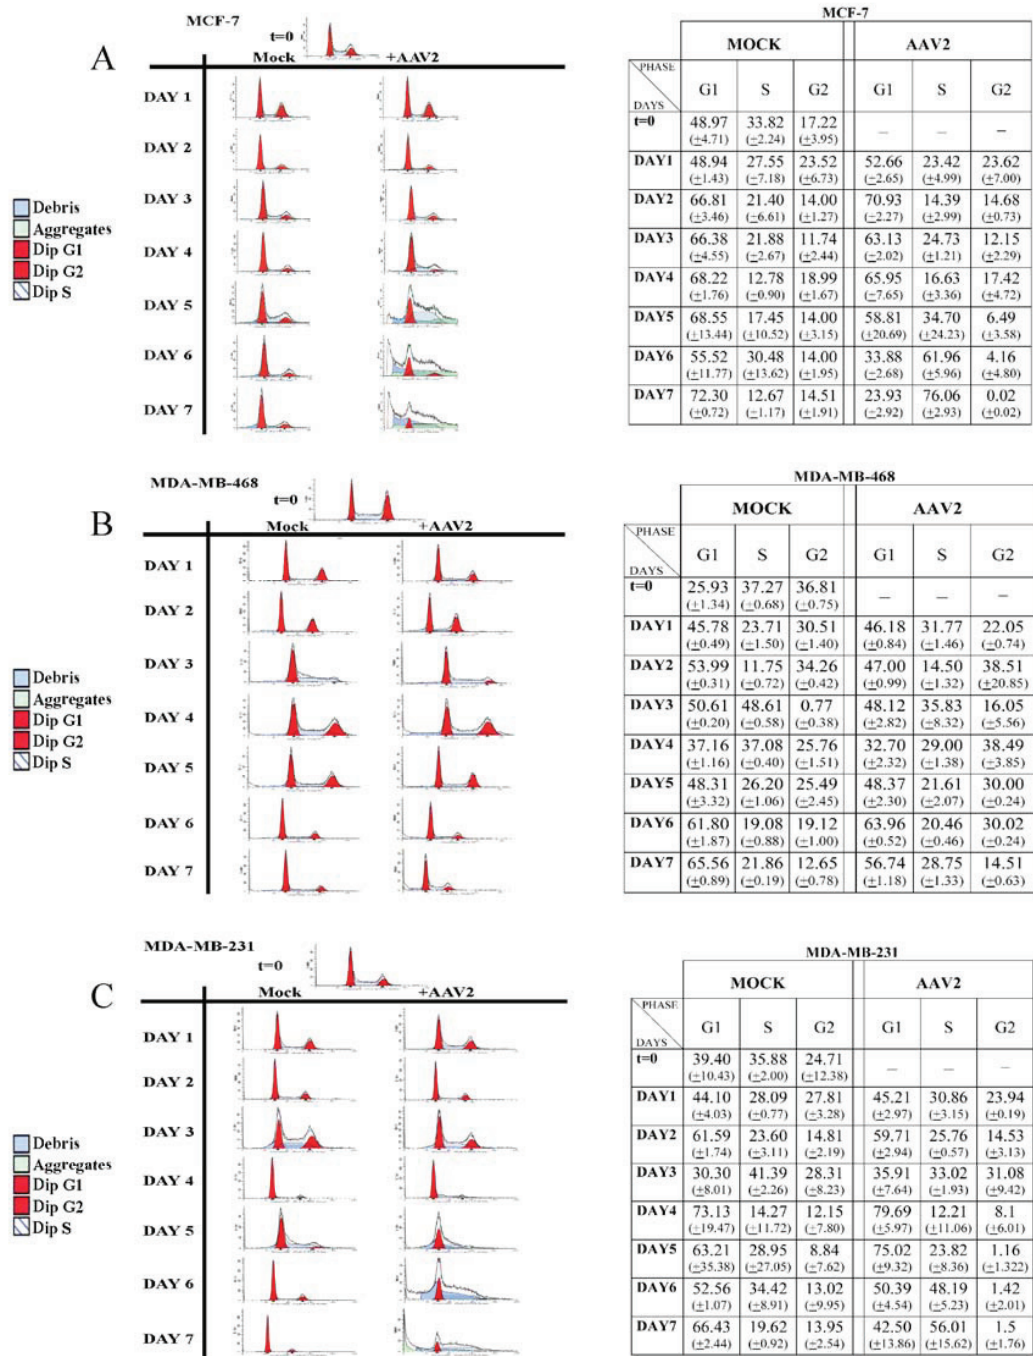 MCF-7
A
t=0
Mock +AAV2
DAY 1
DAY 2
DAY 3
DAY 4
DAY 5
DAY 6
DAY 7
Debris
Aggregates
Dip G1
Dip G2
Dip S
MCF-7
MOCK AAV2
PHASE
DAYS
G1 S G2 G1 S G2
t=0 48.97 33.82 17.22 – – –
(±4.71) (±2.24) (±3.95)
DAY1 48.94 27.55 23.52 52.66 23.42 23.62
(±1.43) (±7.18) (±6.73) (±2.65) (±4.99) (±7.00)
DAY2 66.81 21.40 14.00 70.93 14.39 14.68
(±3.46) (±6.61) (±1.27) (±2.27) (±2.99) (±0.73)
DAY3 66.38 21.88 11.74 63.13 24.73 12.15
(±4.55) (±2.67) (±2.44) (±2.02) (±1.21) (±2.29)
DAY4 68.22 12.78 18.99 65.95 16.63 17.42
(±1.76) (±0.90) (±1.67) (±7.65) (±3.36) (±4.72)
DAY5 68.55 17.45 14.00 58.81 34.70 6.49
(±13.44) (±10.52) (±3.15) (±20.69) (±24.23) (±3.58)
DAY6 55.52 30.48 14.00 33.88 61.96 4.16
(±11.77) (±13.62) (±1.95) (±2.68) (±5.96) (±4.80)
DAY7 72.30 12.67 14.51 23.93 76.06 0.02
(±0.72) (±1.17) (±1.91) (±2.92) (±2.93) (±0.02)
MDA-MB-468
B
t=0
Mock +AAV2
DAY 1
DAY 2
DAY 3
DAY 4
DAY 5
DAY 6
DAY 7
Debris
Aggregates
Dip G1
Dip G2
Dip S
MDA-MB-468
MOCK AAV2
PHASE
DAYS
G1 S G2 G1 S G2
t=0 25.93 37.27 36.81 – – –
(±1.34) (±0.68) (±0.75)
DAY1 45.78 23.71 30.51 46.18 31.77 22.05
(±0.49) (±1.50) (±1.40) (±0.84) (±1.46) (±0.74)
DAY2 53.99 11.75 34.26 47.00 14.50 38.51
(±0.31) (±0.72) (±0.42) (±0.99) (±1.32) (±20.85)
DAY3 50.61 48.61 0.77 48.12 35.83 16.05
(±0.20) (±0.58) (±0.38) (±2.82) (±8.32) (±5.56)
DAY4 37.16 37.08 25.76 32.70 29.00 38.49
(±1.16) (±0.40) (±1.51) (±2.32) (±1.38) (±3.85)
DAY5 48.31 26.20 25.49 48.37 21.61 30.00
(±3.32) (±1.06) (±2.45) (±2.30) (±2.07) (±0.24)
DAY6 61.80 19.08 19.12 63.96 20.46 30.02
(±1.87) (±0.88) (±1.00) (±0.52) (±0.46) (±0.24)
DAY7 65.56 21.86 12.65 56.74 28.75 14.51
(±0.89) (±0.19) (±0.78) (±1.18) (±1.33) (±0.63)
MDA-MB-231
C
t=0
Mock +AAV2
DAY 1
DAY 2
DAY 3
DAY 4
DAY 5
DAY 6
DAY 7
Debris
Aggregates
Dip G1
Dip G2
Dip S
MDA-MB-231
MOCK AAV2
PHASE
DAYS
G1 S G2 G1 S G2
t=0 39.40 35.88 24.71 – – –
(±10.43) (±2.00) (±12.38)
DAY1 44.10 28.09 27.81 45.21 30.86 23.94
(±4.03) (±0.77) (±3.28) (±2.97) (±3.15) (±0.19)
DAY2 61.59 23.60 14.81 59.71 25.76 14.53
(±1.74) (±3.11) (±2.19) (±2.94) (±0.57) (±3.13)
DAY3 30.30 41.39 28.31 35.91 33.02 31.08
(±8.01) (±2.26) (±8.23) (±7.64) (±1.93) (±9.42)
DAY4 73.13 14.27 12.15 79.69 12.21 8.1
(±19.47) (±11.72) (±7.80) (±5.97) (±11.06) (±6.01)
DAY5 63.21 28.95 8.84 75.02 23.82 1.16
(±35.38) (±27.05) (±7.62) (±9.32) (±8.36) (±1.322)
DAY6 52.56 34.42 13.02 50.39 48.19 1.42
(±1.07) (±8.91) (±9.95) (±4.54) (±5.23) (±2.01)
DAY7 66.43 19.62 13.95 42.50 56.01 1.5
(±2.44) (±0.92) (±2.54) (±13.86) (±15.62) (±1.76)